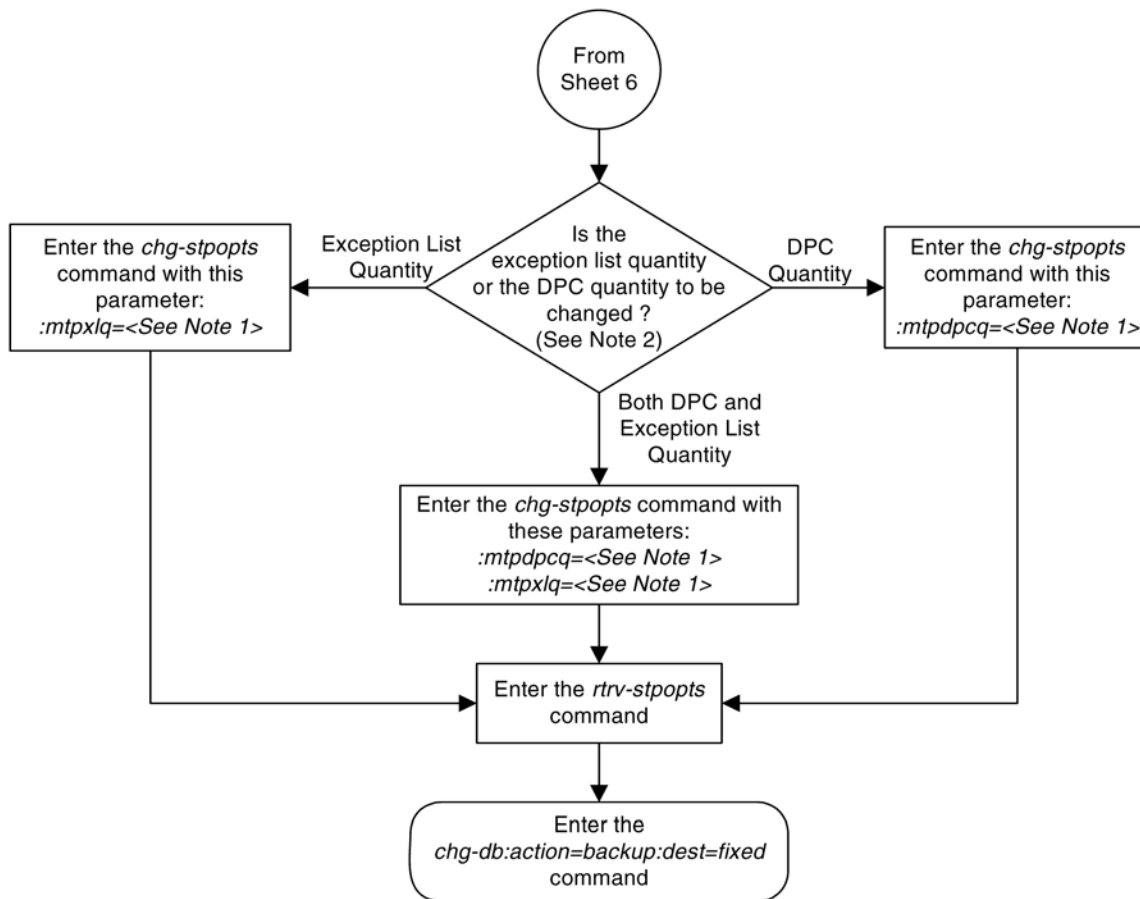 From
Sheet 6
Is the
exception list quantity
or the DPC quantity to be
changed ?
(See Note 2)
Exception List
Quantity
DPC
Quantity
Enter the chg-stpopts
command with this
parameter:
:mtpxlq=<See Note 1>
Enter the chg-stpopts
command with this
parameter:
:mtpdpcq=<See Note 1>
Both DPC and
Exception List
Quantity
Enter the chg-stpopts command with
these parameters:
:mtpdpcq=<See Note 1>
:mtpxlq=<See Note 1>
Enter the rtrv-stpopts
command
Enter the
chg-db:action=backup:dest=fixed
command